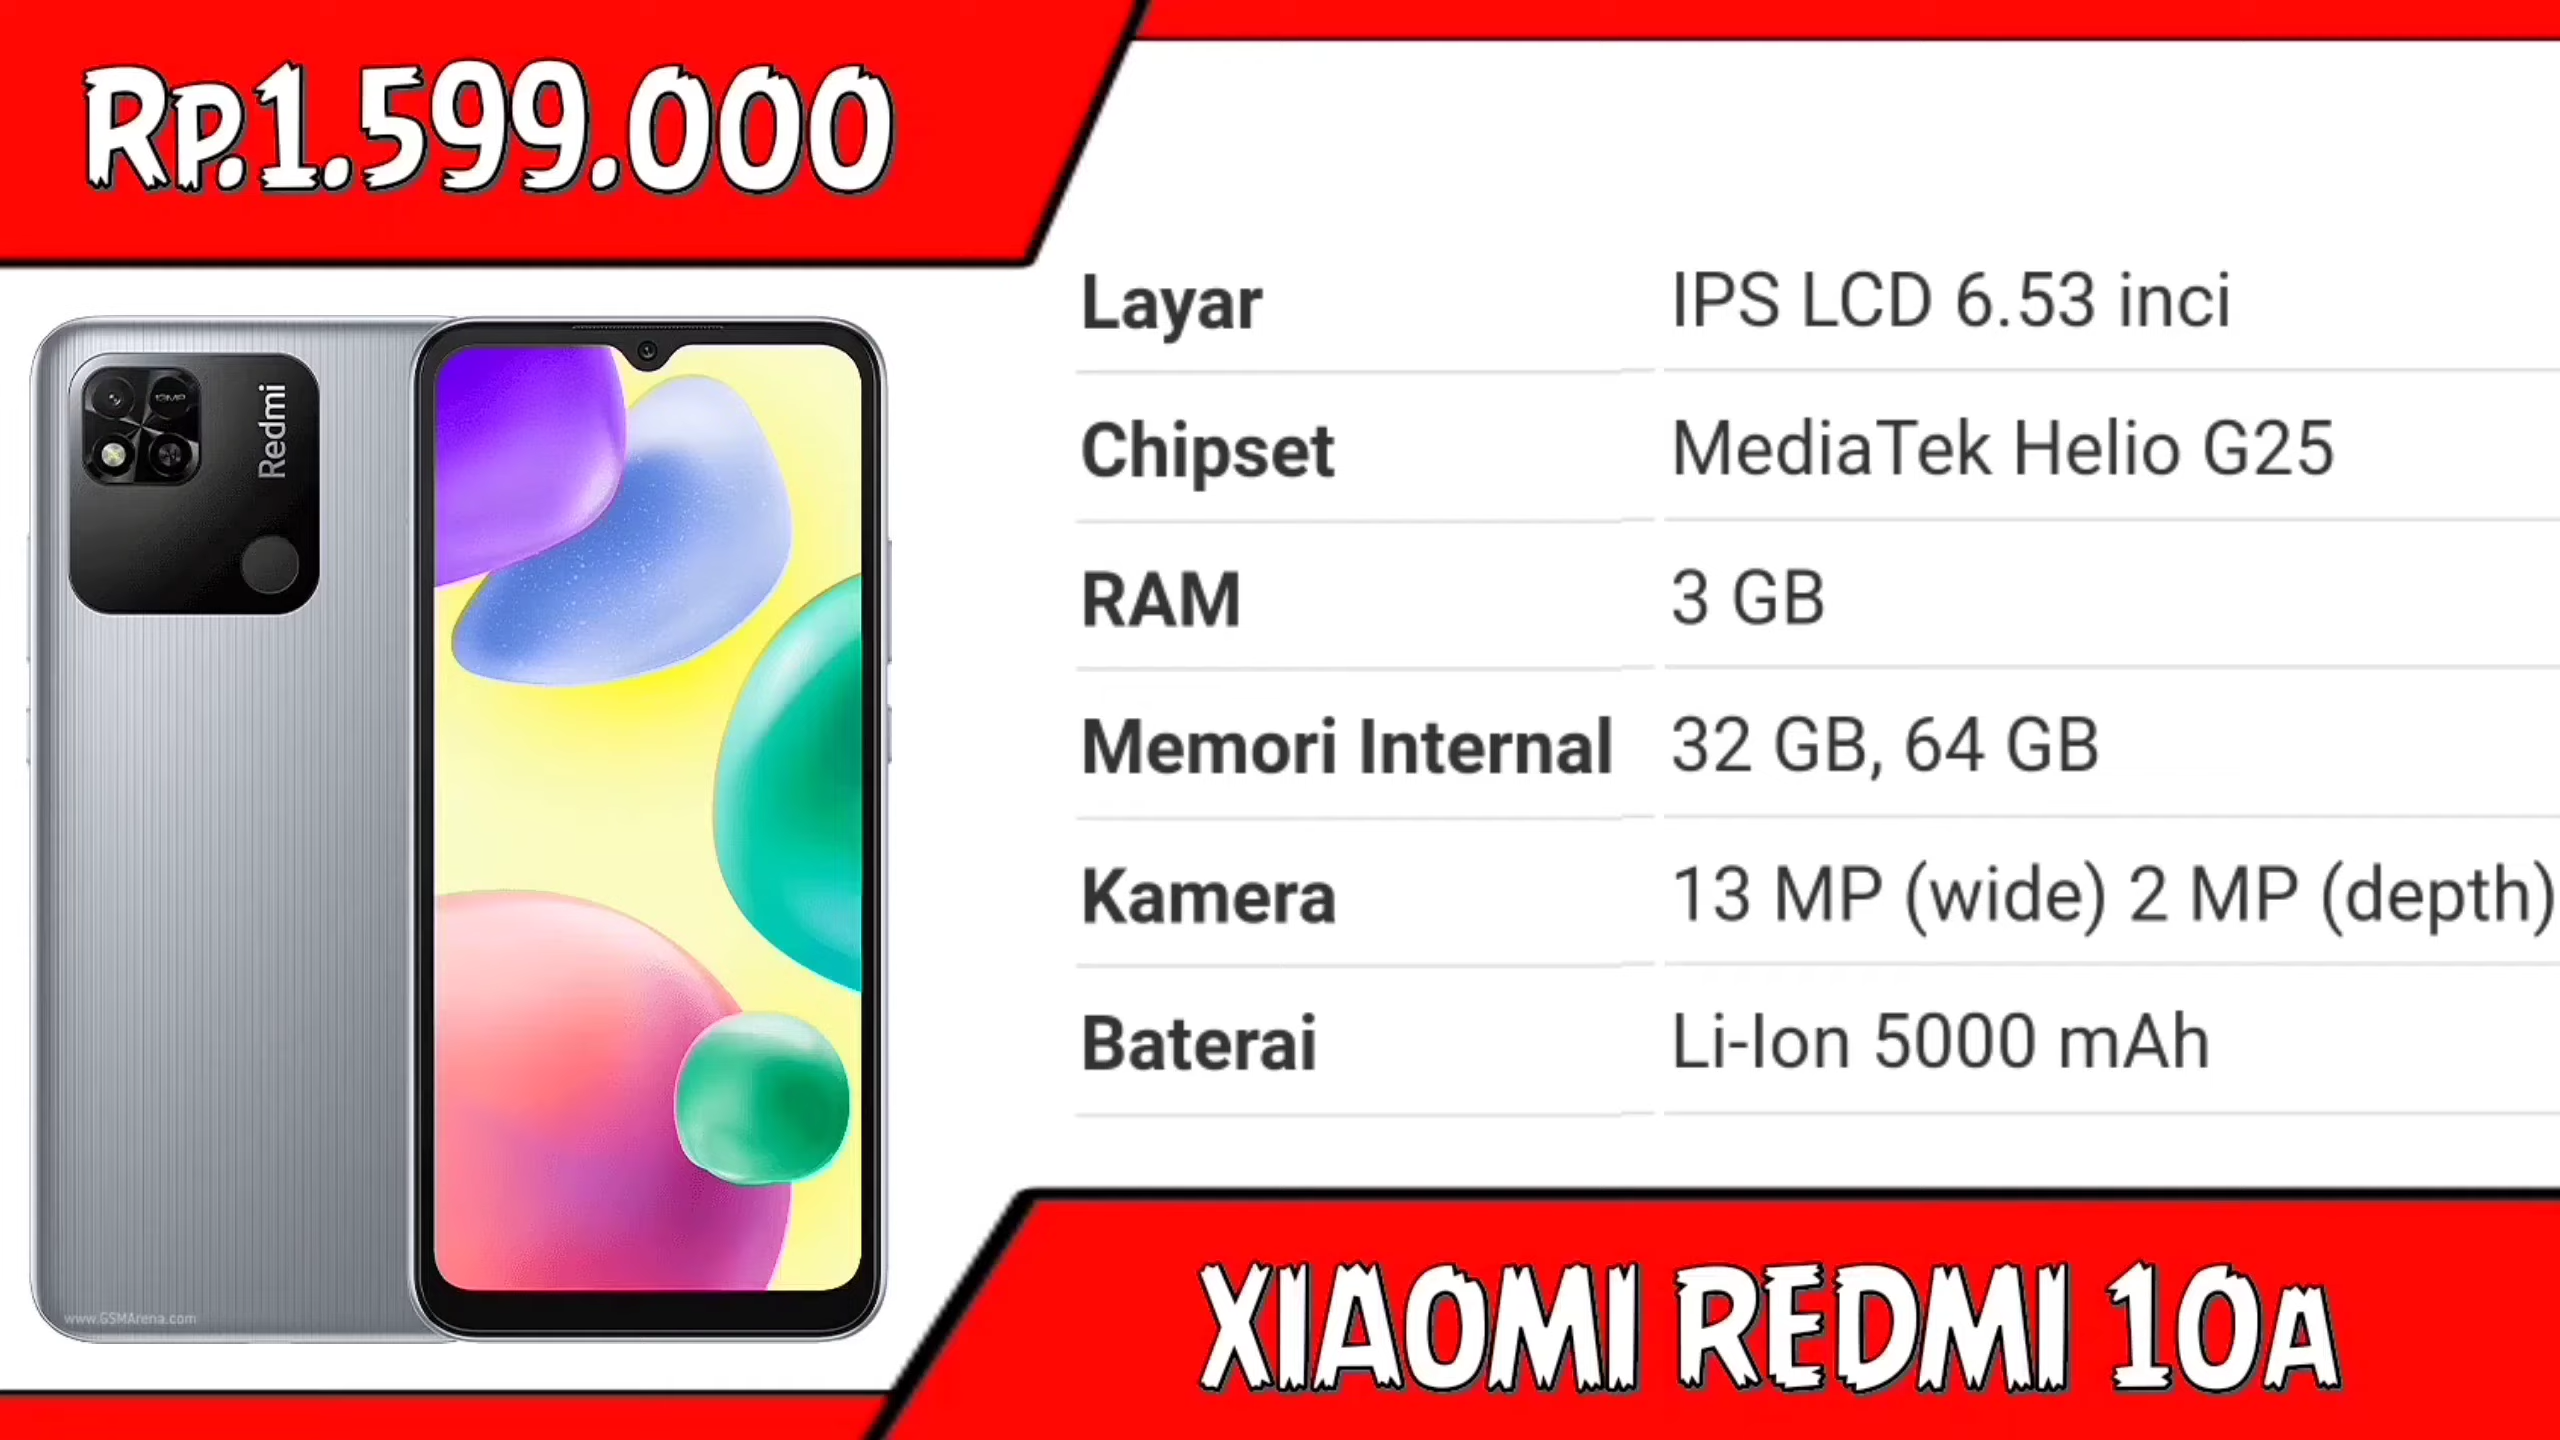 Rp.1.599.000
Redmi
13MP
www.GSMArena.com
Layar IPS LCD 6.53 inci
Chipset MediaTek Helio G25
RAM 3 GB
Memori Internal 32 GB, 64 GB
Kamera 13 MP (wide) 2 MP (depth)
Baterai Li-Ion 5000 mAh
XIAOMI REDMI 10A